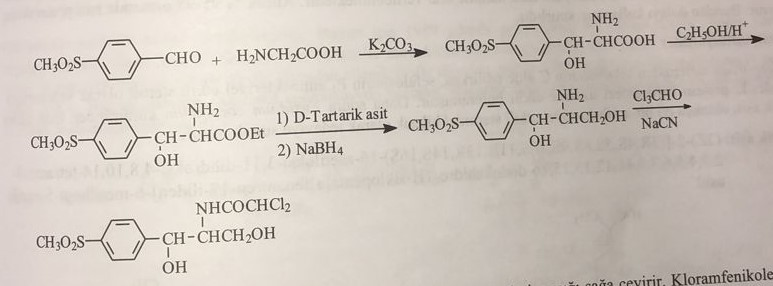 CH₃O₂S CHO + H₂NCH₂COOH K₂CO₃ CH₃O₂S NH₂ CH-CHCOOH OH C₂H₅OH/H⁺
CH₃O₂S NH₂ CH-CHCOOEt OH 1) D-Tartarik asit 2) NaBH₄ CH₃O₂S NH₂ CH-CHCH₂OH OH Cl₃CHO NaCN
CH₃O₂S NHCOCHCl₂ CH-CHCH₂OH OH
sağa çevirir. Kloramfenikole